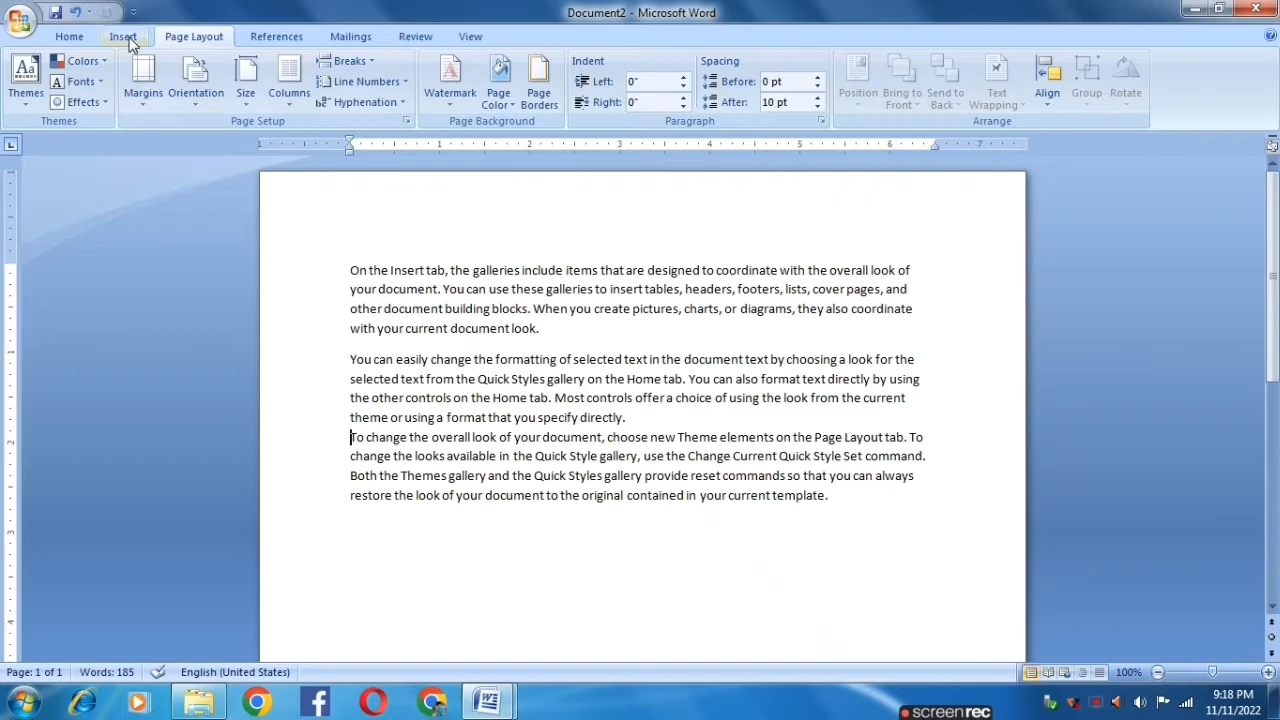 Document2 - Microsoft Word
Home Insert Page Layout References Mailings Review View
Themes Colors Fonts Effects
Margins Orientation Size Columns Breaks Line Numbers Hyphenation
Watermark Page Color Page Borders
Indent Left: 0" Right: 0"
Spacing Before: 0 pt After: 10 pt
Position Bring to Front Send to Back Text Wrapping Align Group Rotate
Themes Page Setup Page Background Paragraph Arrange
1 1 2 3 4 5 6 7
On the Insert tab, the galleries include items that are designed to coordinate with the overall look of
your document. You can use these galleries to insert tables, headers, footers, lists, cover pages, and
other document building blocks. When you create pictures, charts, or diagrams, they also coordinate
with your current document look.
You can easily change the formatting of selected text in the document text by choosing a look for the
selected text from the Quick Styles gallery on the Home tab. You can also format text directly by using
the other controls on the Home tab. Most controls offer a choice of using the look from the current
theme or using a format that you specify directly.
To change the overall look of your document, choose new Theme elements on the Page Layout tab. To
change the looks available in the Quick Style gallery, use the Change Current Quick Style Set command.
Both the Themes gallery and the Quick Styles gallery provide reset commands so that you can always
restore the look of your document to the original contained in your current template.
1
1
2
3
4
Page: 1 of 1 Words: 185 English (United States) 100%
9:18 PM
11/11/2022
screenrec